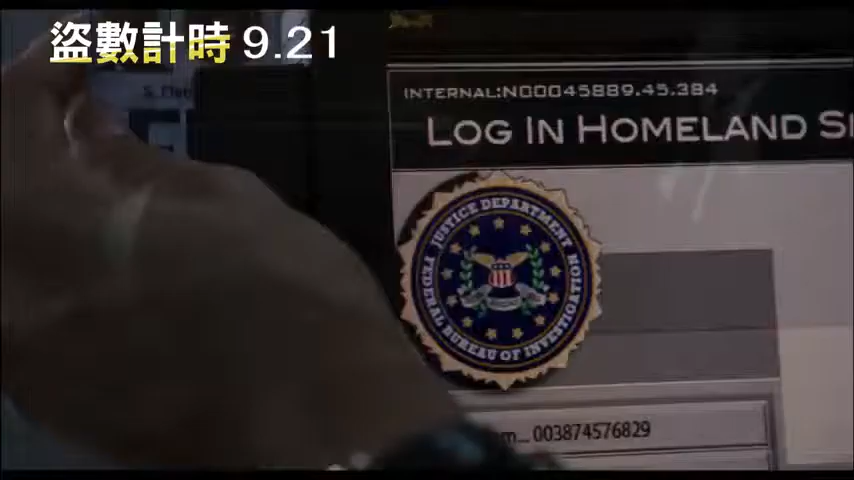 盜數計時 9.21
INTERNAL:N00045889.45.384
LOG IN HOMELAND
JUSTICE DEPARTMENT
FEDERAL BUREAU OF INVESTIGATION
003874576829